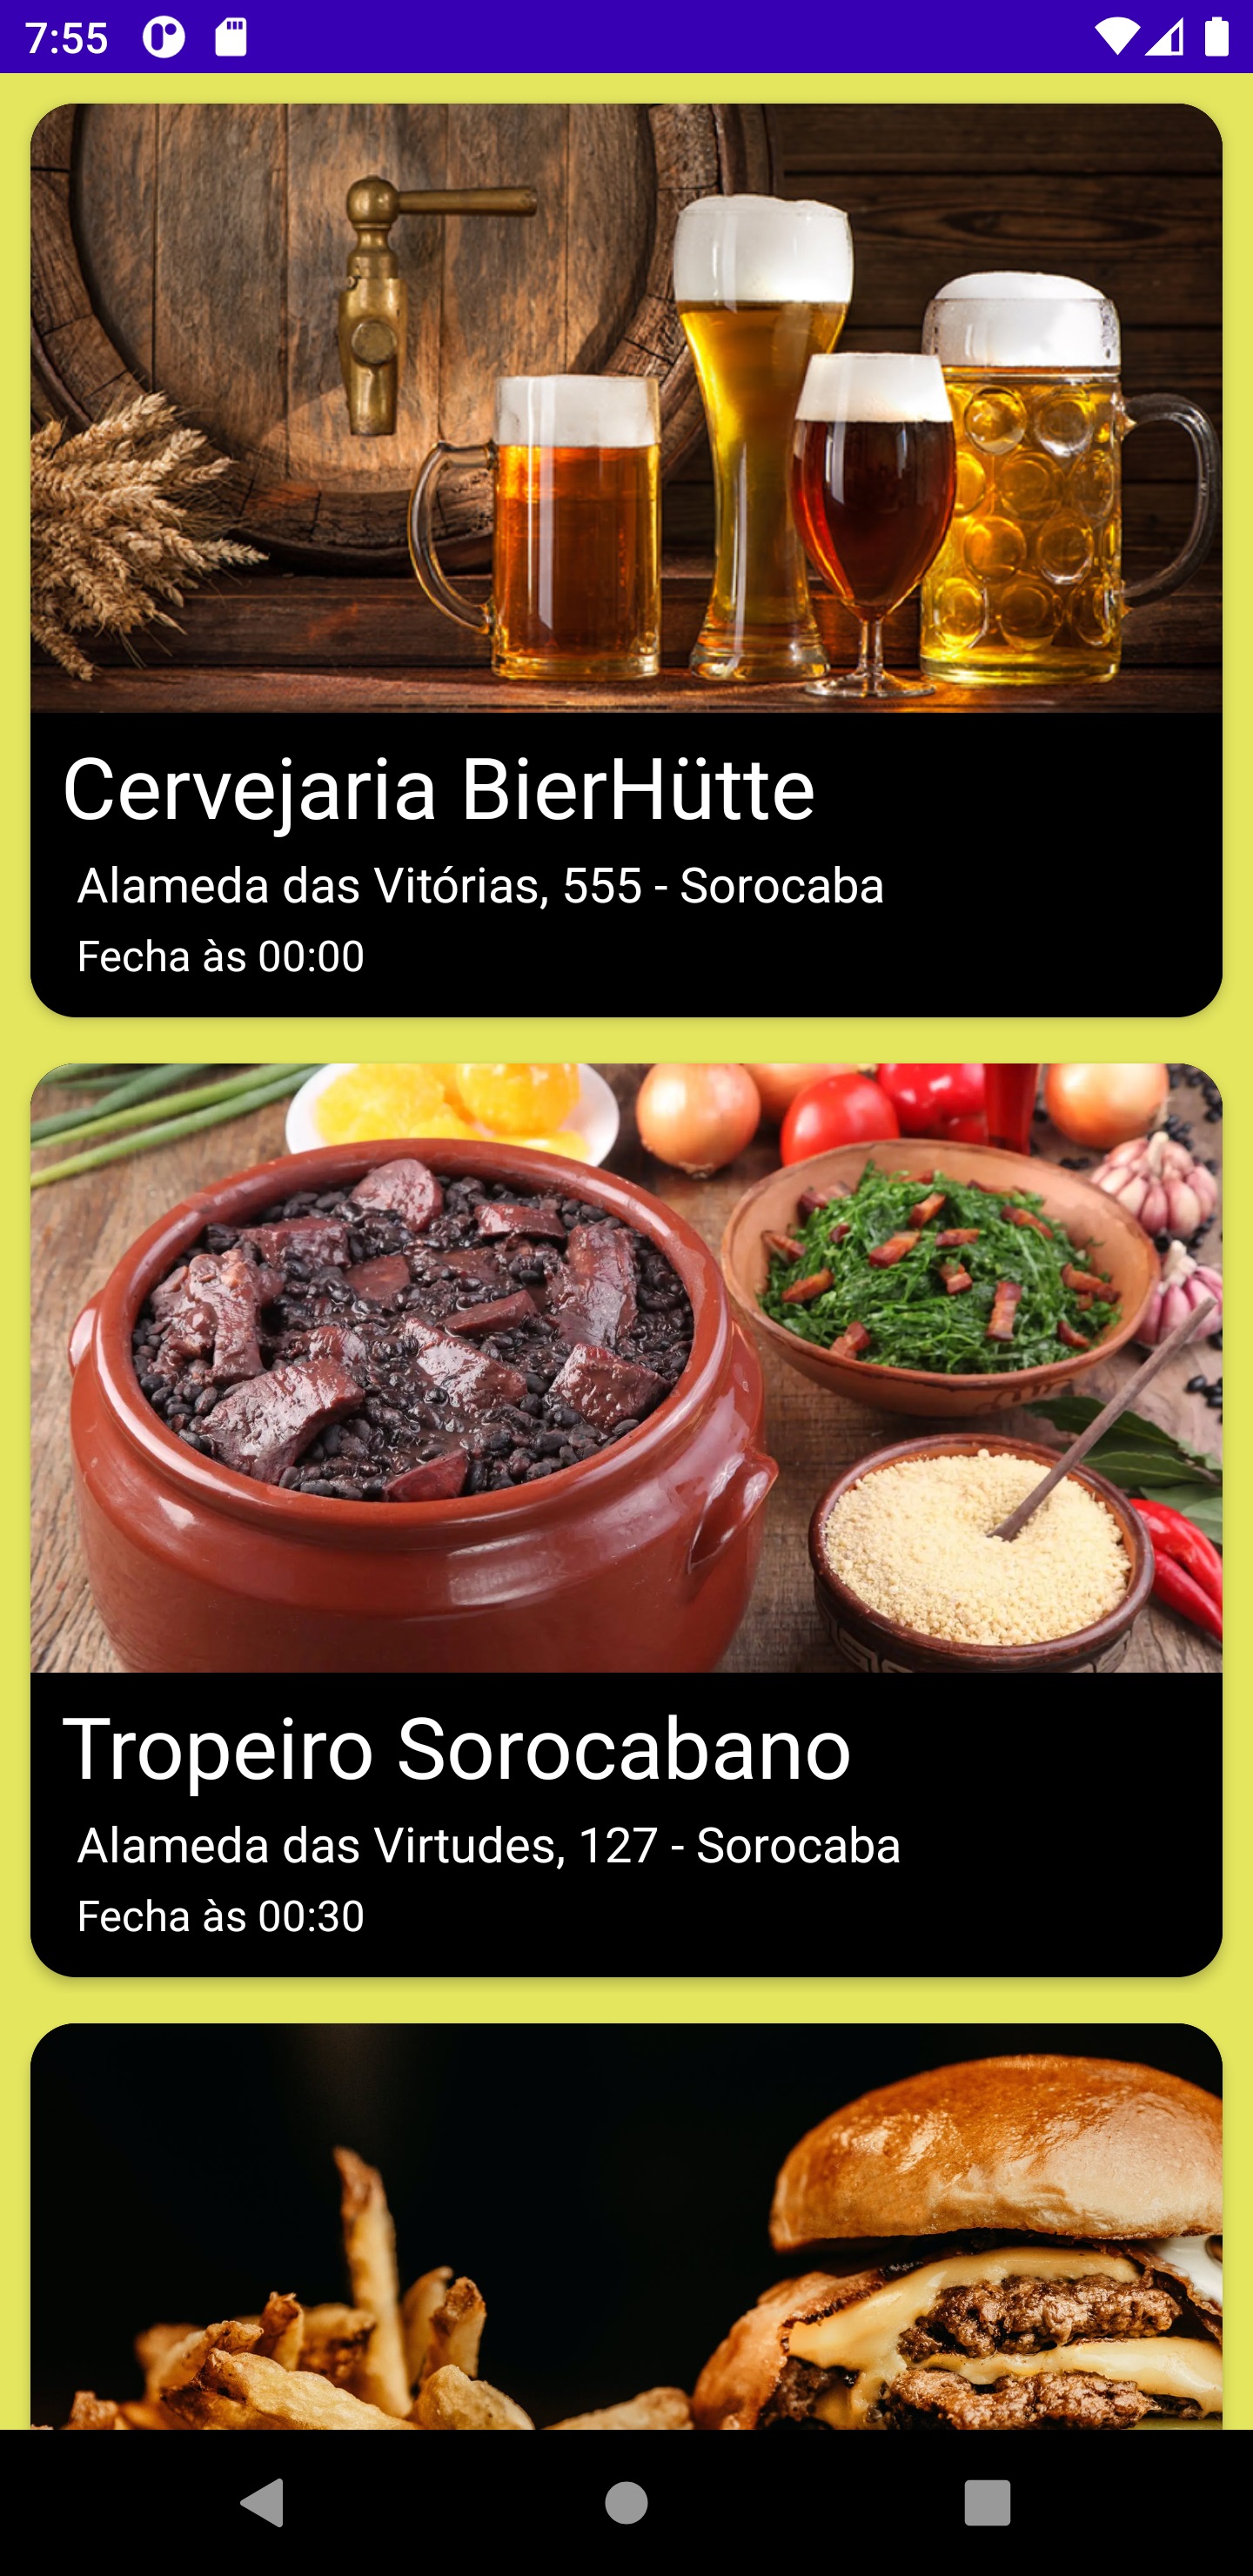 7:55
Cervejaria BierHütte
Alameda das Vitórias, 555 - Sorocaba
Fecha às 00:00
Tropeiro Sorocabano
Alameda das Virtudes, 127 - Sorocaba
Fecha às 00:30